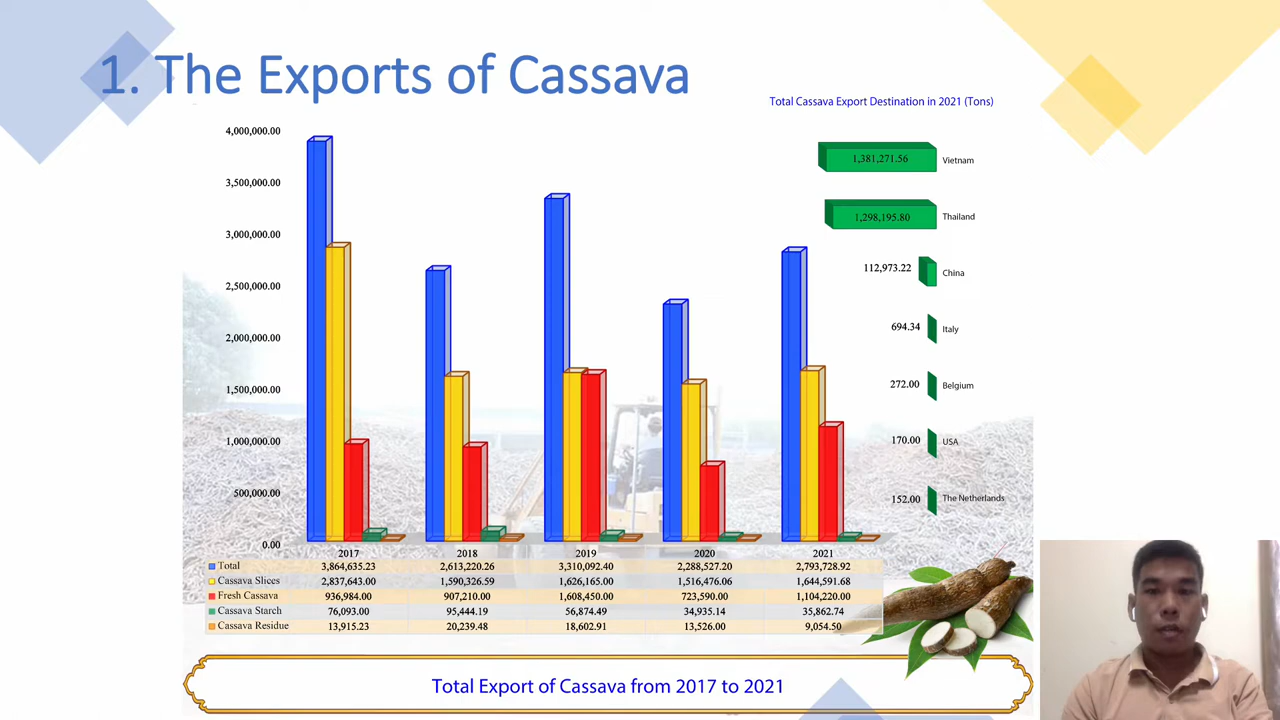 1. The Exports of Cassava
Total Cassava Export Destination in 2021 (Tons)
4,000,000.00
3,500,000.00
3,000,000.00
2,500,000.00
2,000,000.00
1,500,000.00
1,000,000.00
500,000.00
0.00
1,381,271.56 Vietnam
1,298,195.80 Thailand
112,973.22 China
694.34 Italy
272.00 Belgium
170.00 USA
152.00 The Netherlands
2017 2018 2019 2020 2021
Total 3,864,635.23 2,613,220.26 3,310,092.40 2,288,527.20 2,793,728.92
Cassava Slices 2,837,643.00 1,590,326.59 1,626,165.00 1,516,476.06 1,644,591.68
Fresh Cassava 936,984.00 907,210.00 1,608,450.00 723,590.00 1,104,220.00
Cassava Starch 76,093.00 95,444.19 56,874.49 34,935.14 35,862.74
Cassava Residue 13,915.23 20,239.48 18,602.91 13,526.00 9,054.50
Total Export of Cassava from 2017 to 2021